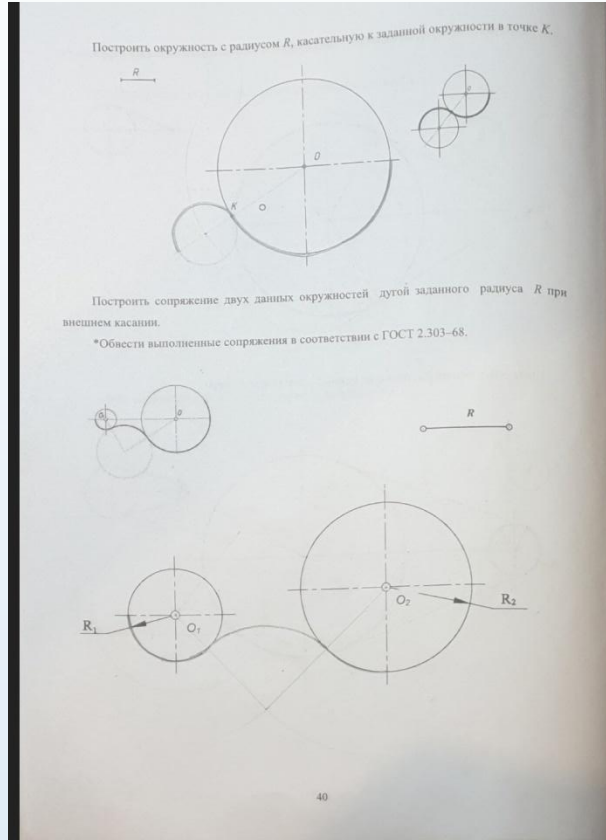 Построить окружность с радиусом R, касательную к заданной окружности в точке K.
R
O
K
Построить сопряжение двух данных окружностей дугой заданного радиуса R при
внешнем касании.
*Обвести выполненные сопряжения в соответствии с ГОСТ 2.303–68.
R
O₂
R₂
R₁
O₁
40